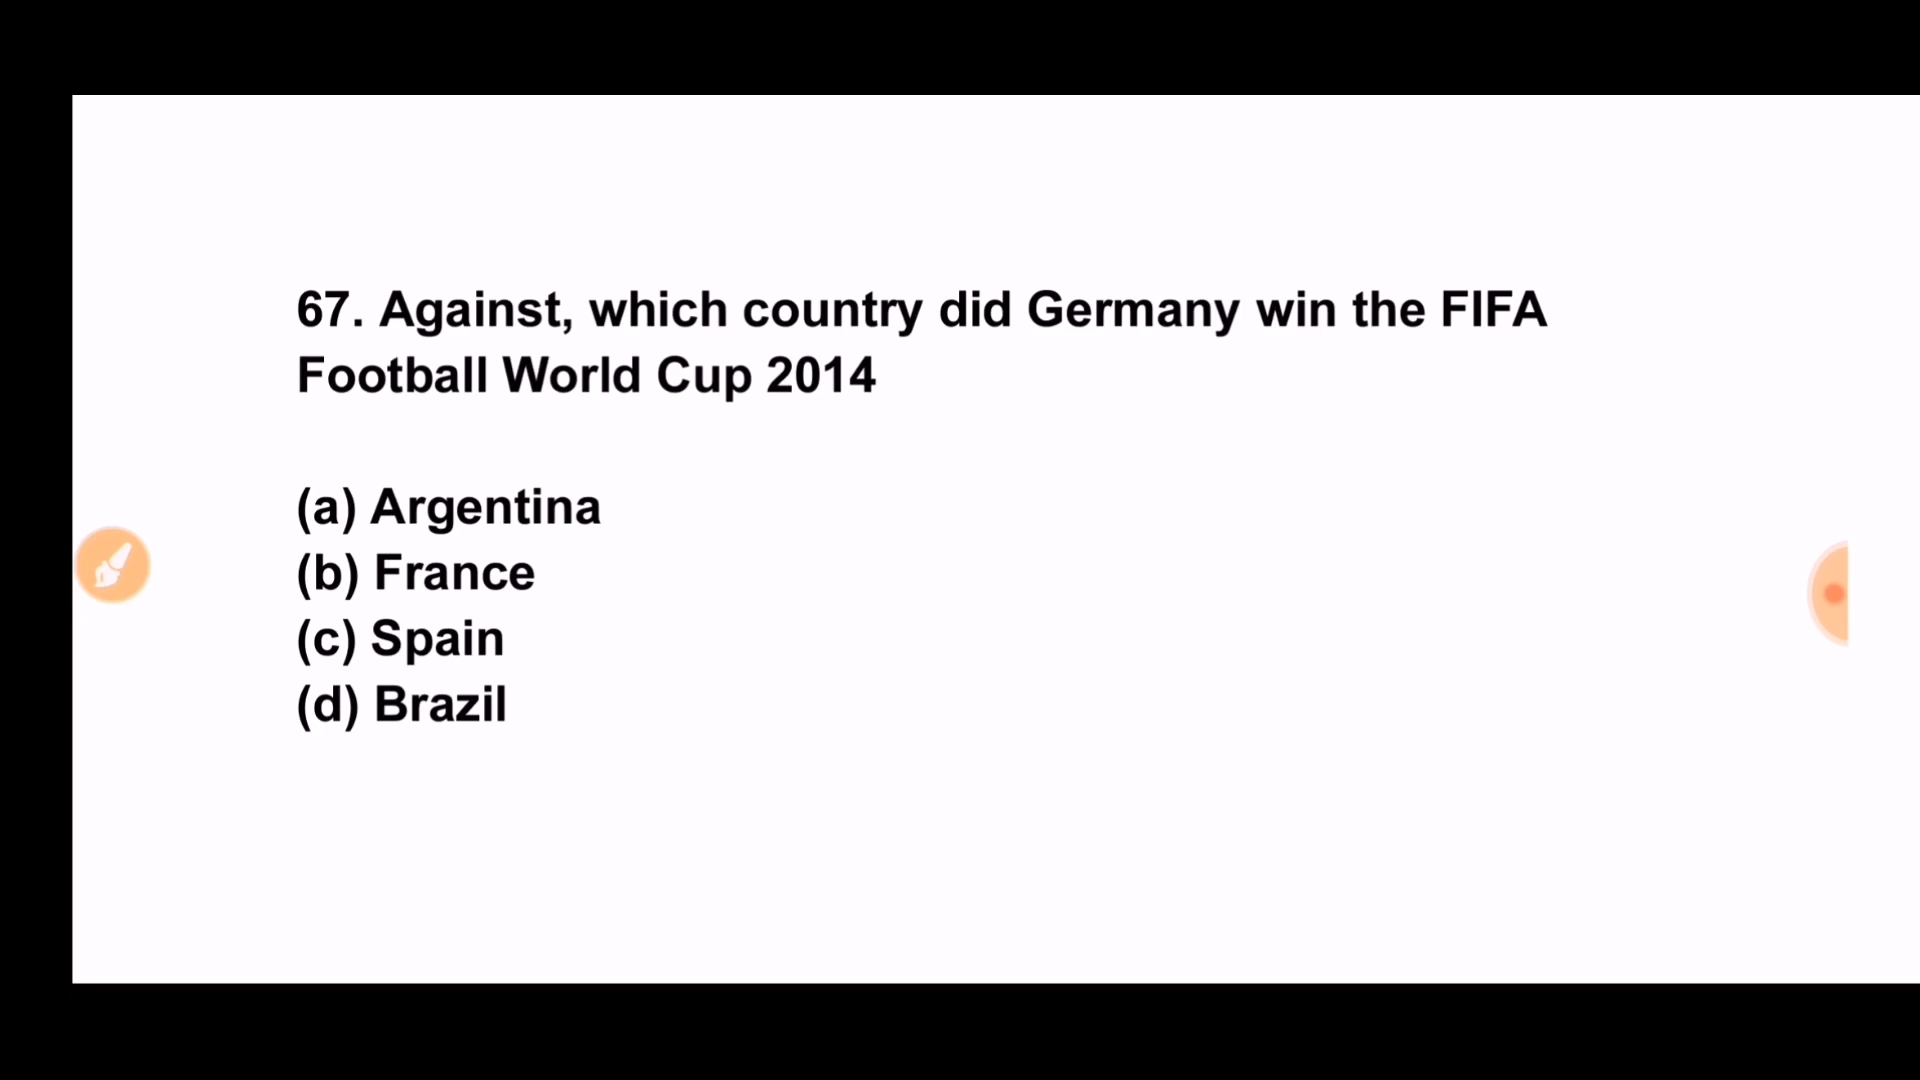 67. Against, which country did Germany win the FIFA
Football World Cup 2014
(a) Argentina
(b) France
(c) Spain
(d) Brazil